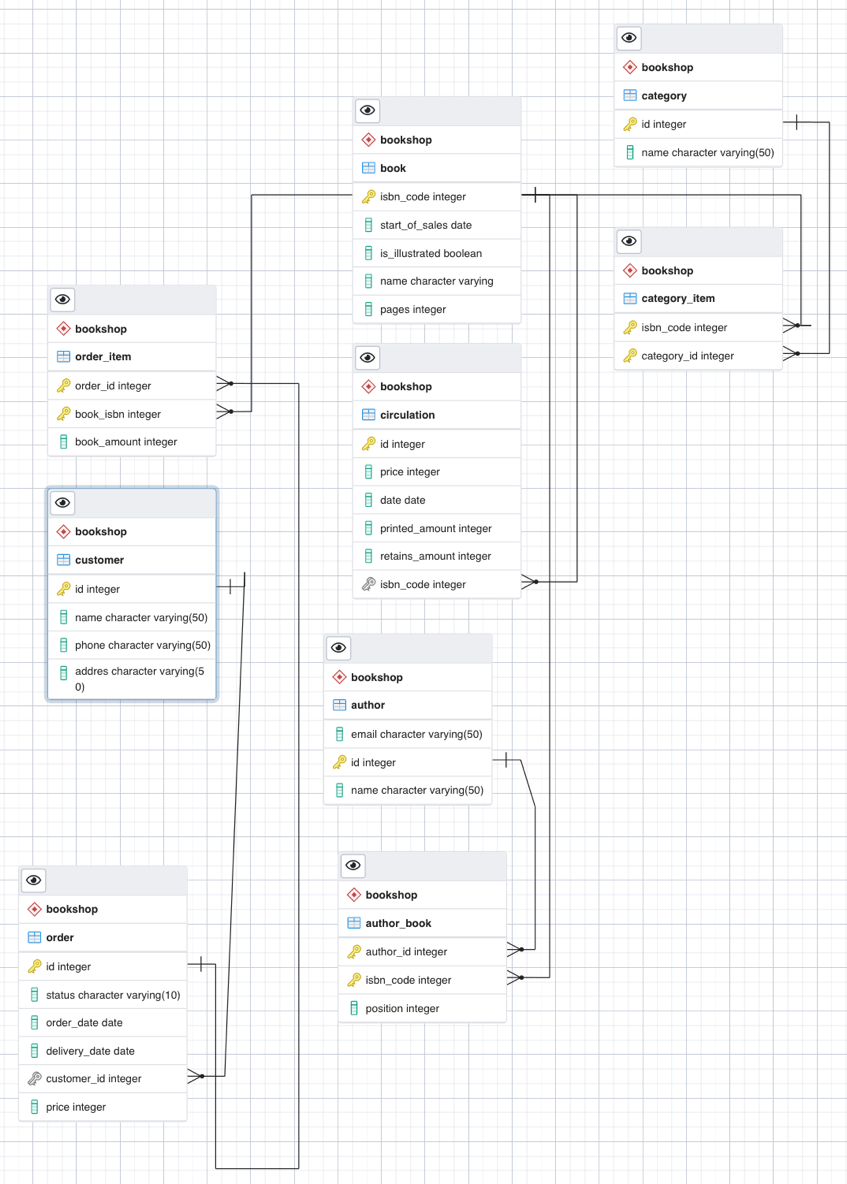 bookshop
category
id integer
name character varying(50)
bookshop
book
isbn_code integer
start_of_sales date
is_illustrated boolean
name character varying
pages integer
bookshop
category_item
isbn_code integer
category_id integer
bookshop
order_item
order_id integer
book_isbn integer
book_amount integer
bookshop
circulation
id integer
price integer
date date
printed_amount integer
retains_amount integer
isbn_code integer
bookshop
customer
id integer
name character varying(50)
phone character varying(50)
addres character varying(5
0)
bookshop
author
email character varying(50)
id integer
name character varying(50)
bookshop
author_book
author_id integer
isbn_code integer
position integer
bookshop
order
id integer
status character varying(10)
order_date date
delivery_date date
customer_id integer
price integer